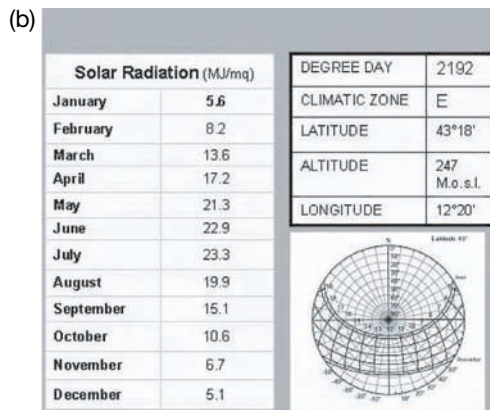 (b)
Solar Radiation (MJ/mq)
January 5.6
February 8.2
March 13.6
April 17.2
May 21.3
June 22.9
July 23.3
August 19.9
September 15.1
October 10.6
November 6.7
December 5.1
DEGREE DAY 2192
CLIMATIC ZONE E
LATITUDE 43°18'
ALTITUDE 247
M.o.s.l.
LONGITUDE 12°20'
N
Latitude 43°